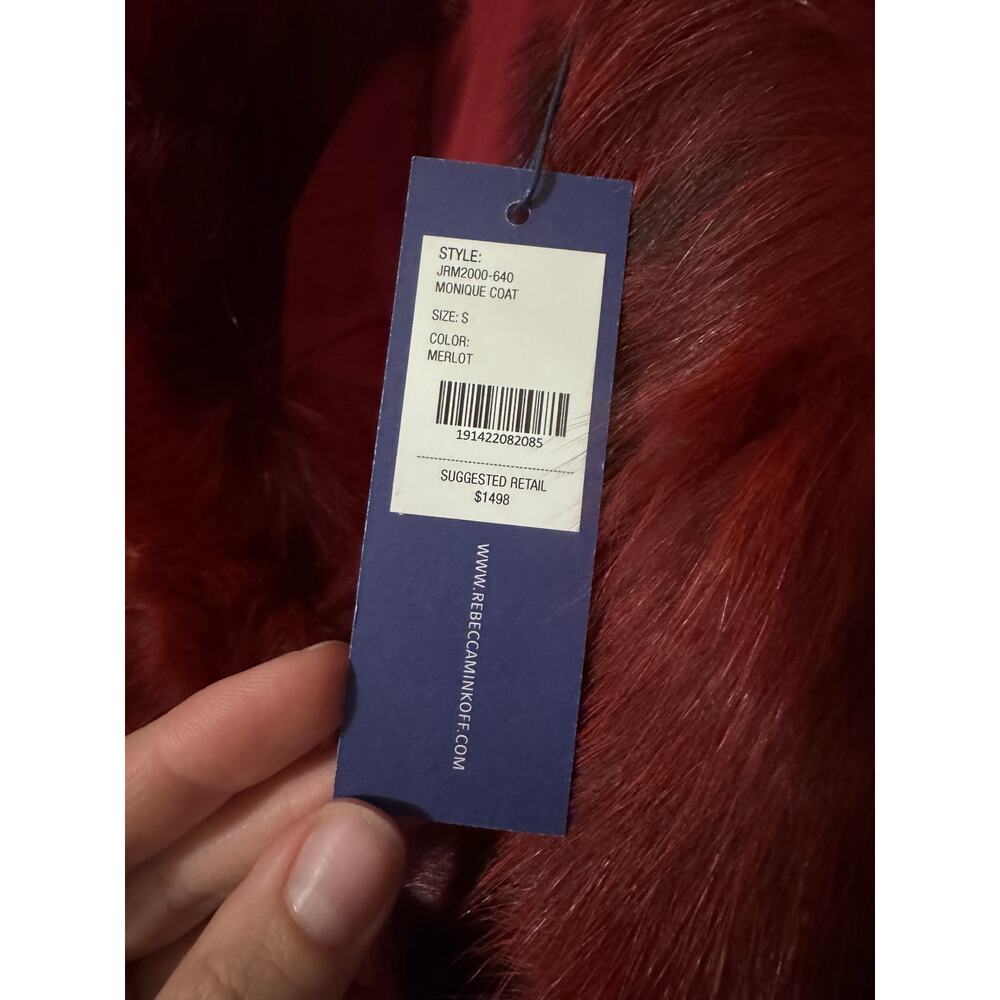 STYLE:
JRM2000-640
MONIQUE COAT
SIZE: S
COLOR:
MERLOT
191422082085
SUGGESTED RETAIL
$1498
WWW.REBECCAMINKOFF.COM